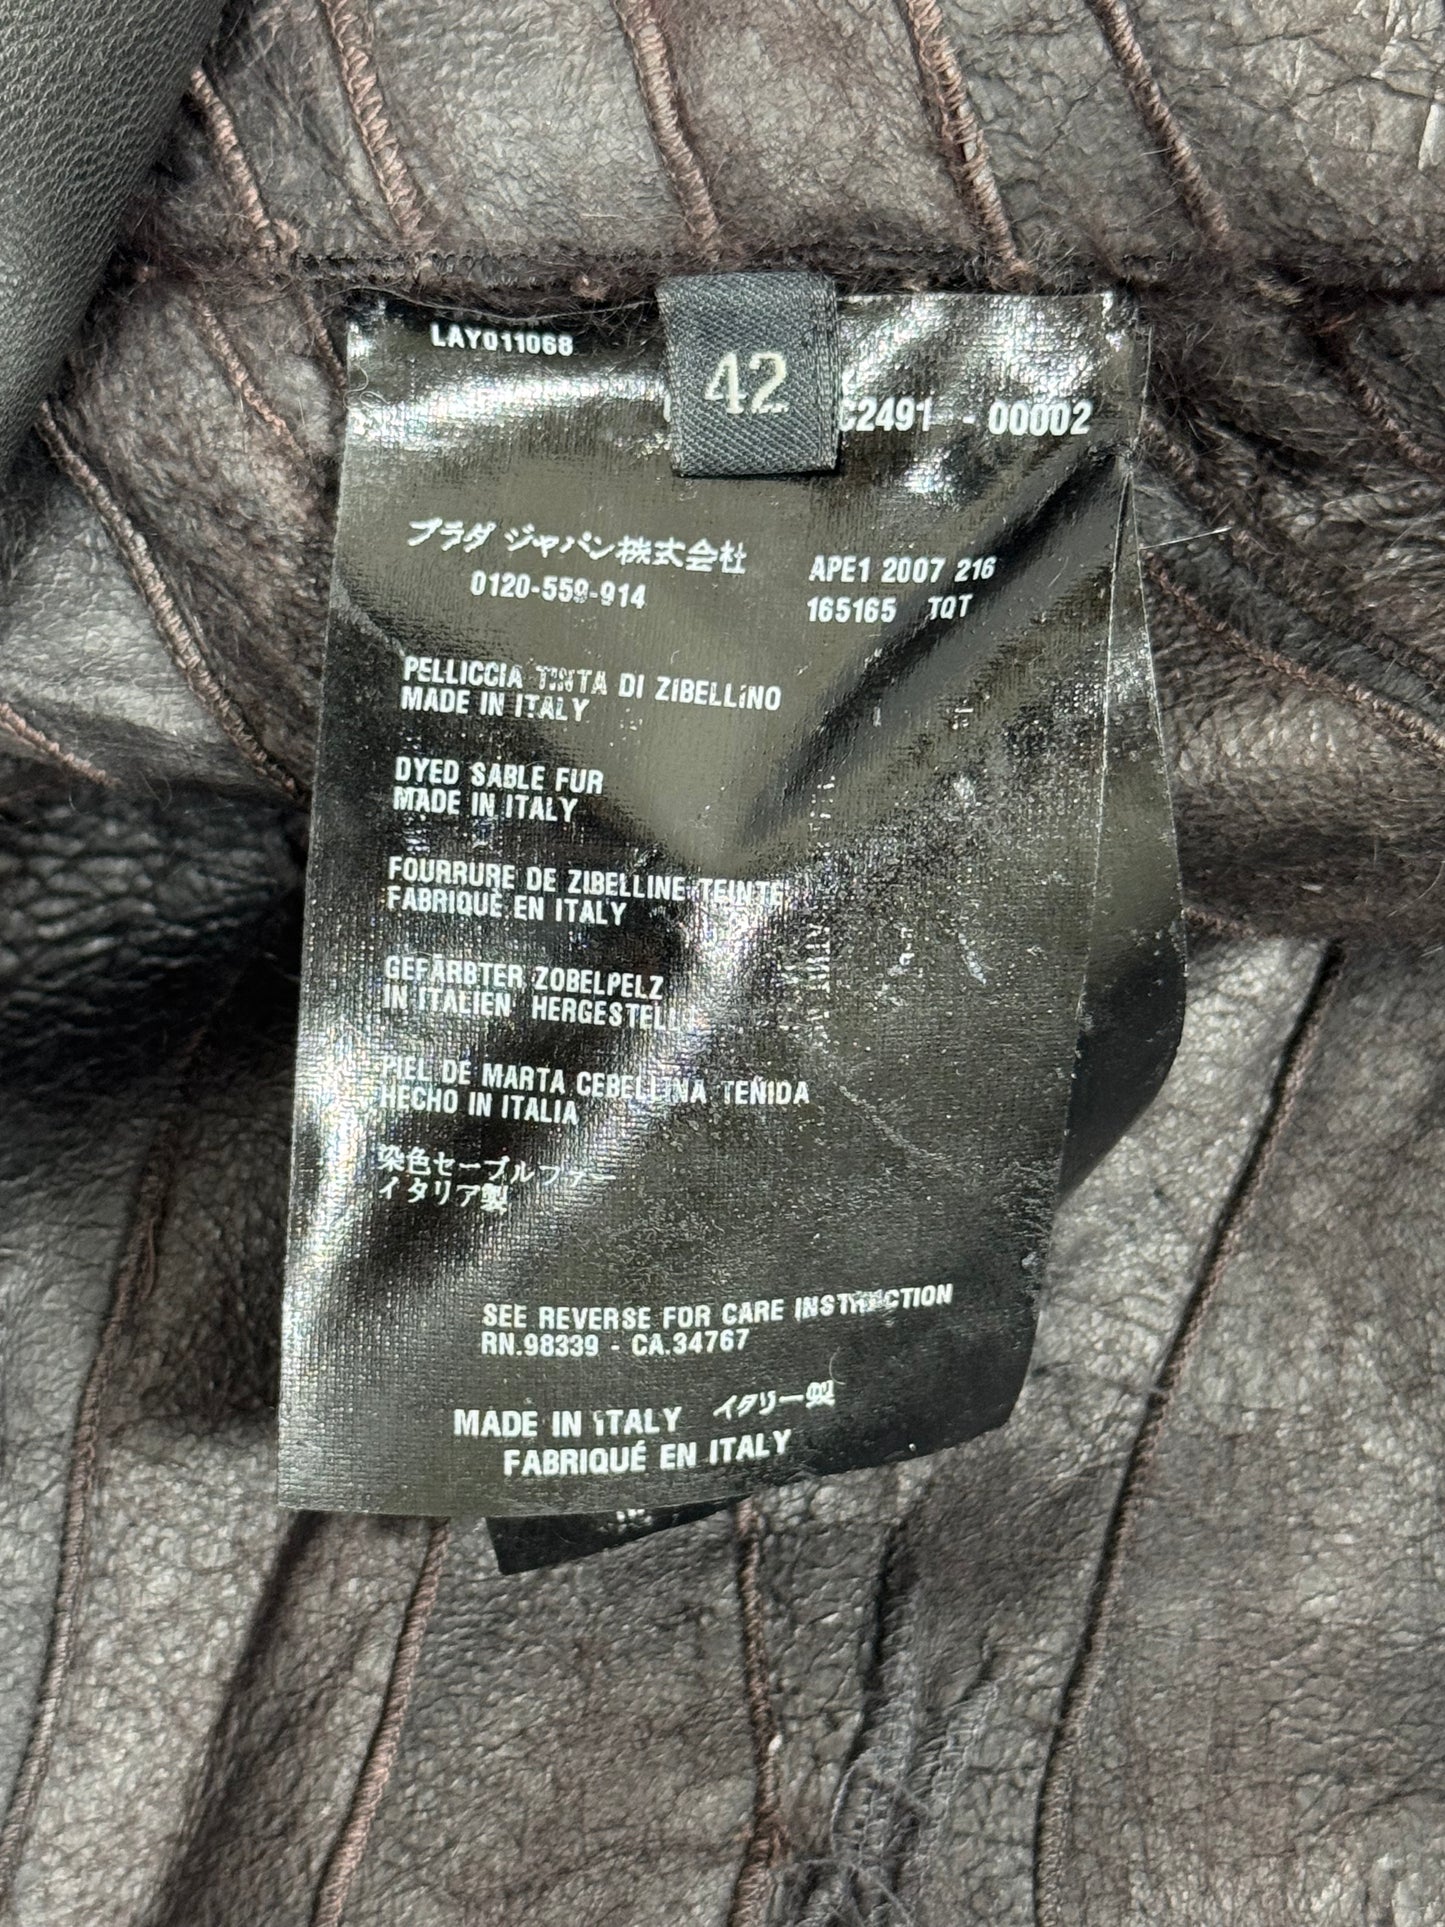 LAY011068
42
C2491 - 00002
プラダ ジャパン株式会社
0120-559-914
APE1 2007 216
165165 TQT
PELLICCIA TINTA DI ZIBELLINO
MADE IN ITALY
DYED SABLE FUR
MADE IN ITALY
FOURRURE DE ZIBELLINE TEINTE
FABRIQUÉ EN ITALY
GEFÄRBTER ZOBELPELZ
IN ITALIEN HERGESTELLT
PIEL DE MARTA CEBELLINA TEÑIDA
HECHO IN ITALIA
染色セーブルファー
イタリア製
SEE REVERSE FOR CARE INSTRUCTION
RN.98339 - CA.34767
MADE IN ITALY イタリー製
FABRIQUÉ EN ITALY